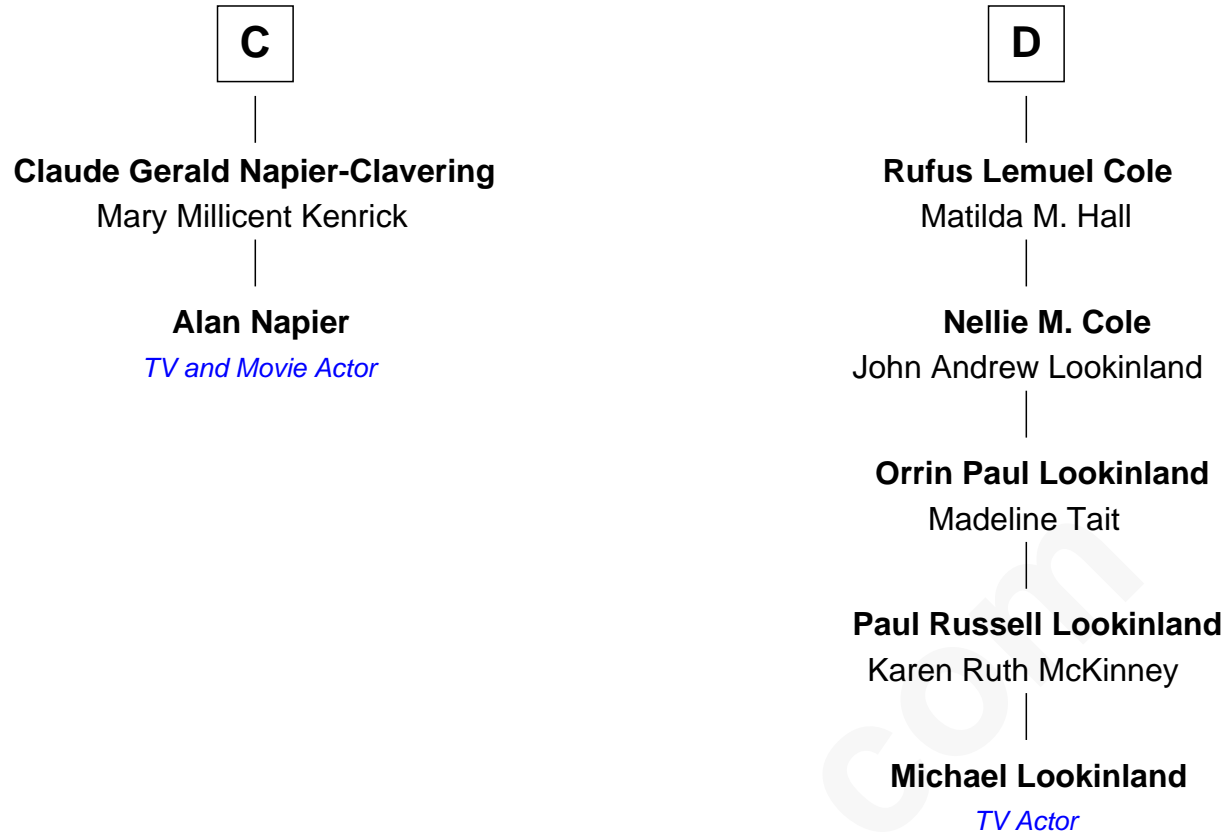 C
Claude Gerald Napier-Clavering
Mary Millicent Kenrick
Alan Napier
TV and Movie Actor
D
Rufus Lemuel Cole
Matilda M. Hall
Nellie M. Cole
John Andrew Lookinland
Orrin Paul Lookinland
Madeline Tait
Paul Russell Lookinland
Karen Ruth McKinney
Michael Lookinland
TV Actor
com